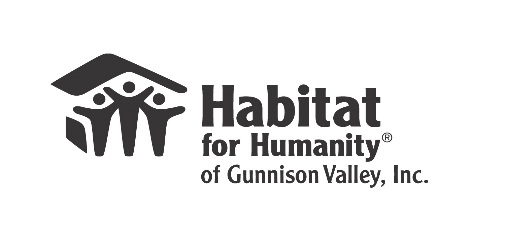 Habitat
for Humanity®
of Gunnison Valley, Inc.